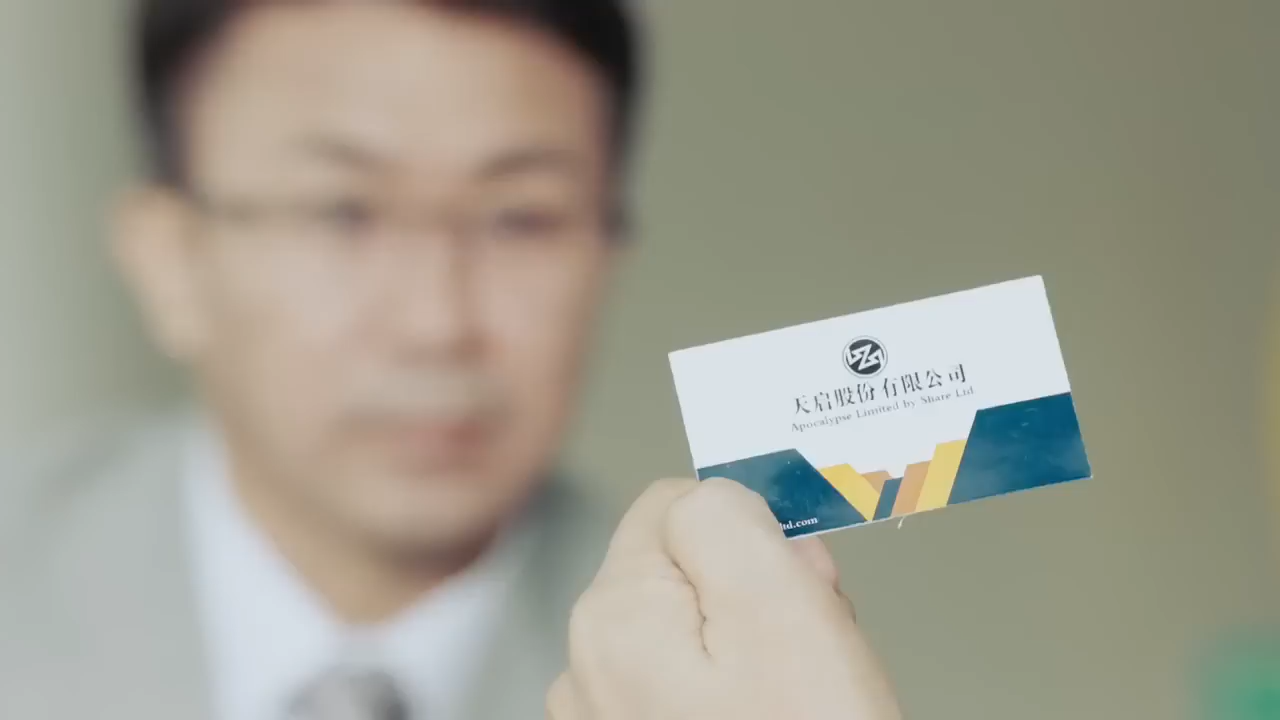 天启股份有限公司
Apocalypse Limited by Share Ltd
ltd.com